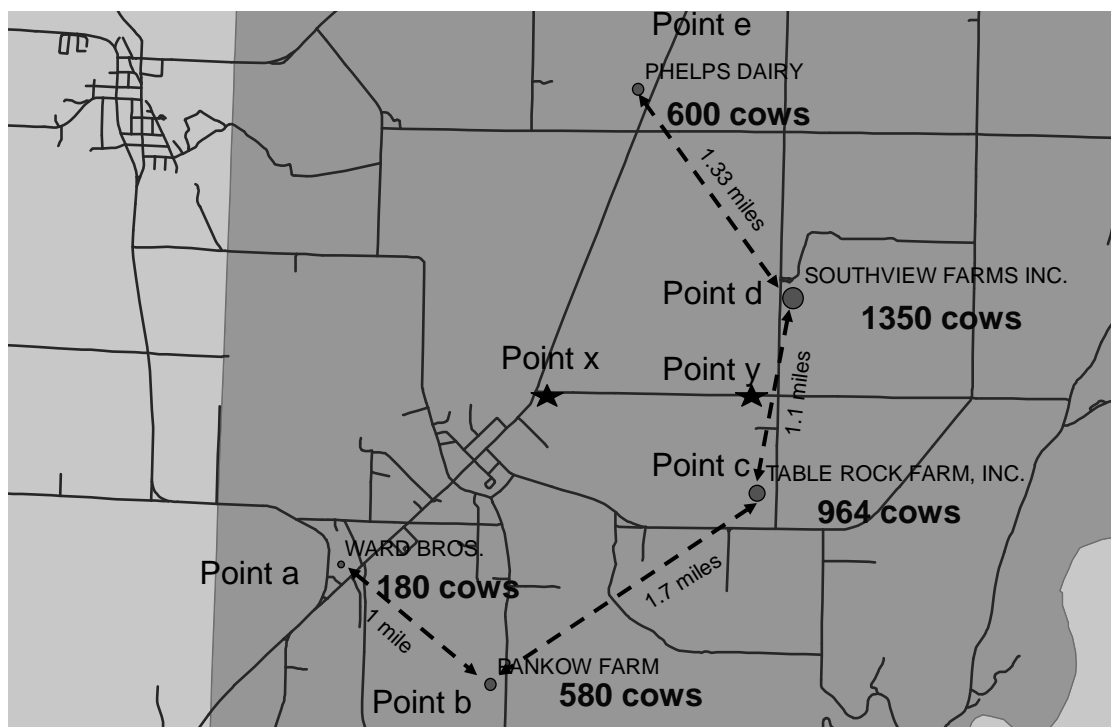 Point e
PHELPS DAIRY
600 cows
1.33 miles
Point d
SOUTHVIEW FARMS INC.
1350 cows
Point x
Point y
1.1 miles
Point c
TABLE ROCK FARM, INC.
964 cows
WARD BROS.
Point a
180 cows
1.7 miles
1 mile
PANKOW FARM
Point b
580 cows